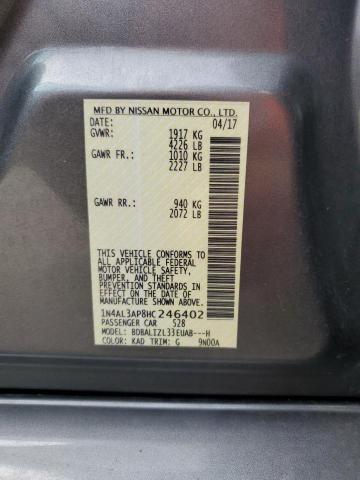 MFD BY NISSAN MOTOR CO., LTD.
DATE: 04/17
GVWR: 1917 KG
4226 LB
GAWR FR.: 1010 KG
2227 LB
GAWR RR.: 940 KG
2072 LB
THIS VEHICLE CONFORMS TO
ALL APPLICABLE FEDERAL
MOTOR VEHICLE SAFETY,
BUMPER, AND THEFT
PREVENTION STANDARDS IN
EFFECT ON THE DATE OF
MANUFACTURE SHOWN ABOVE.
1N4AL3AP8HC246402
PASSENGER CAR 528
MODEL: BDBALIZL33EUAB---H
COLOR: KAD TRIM: G 9N00A